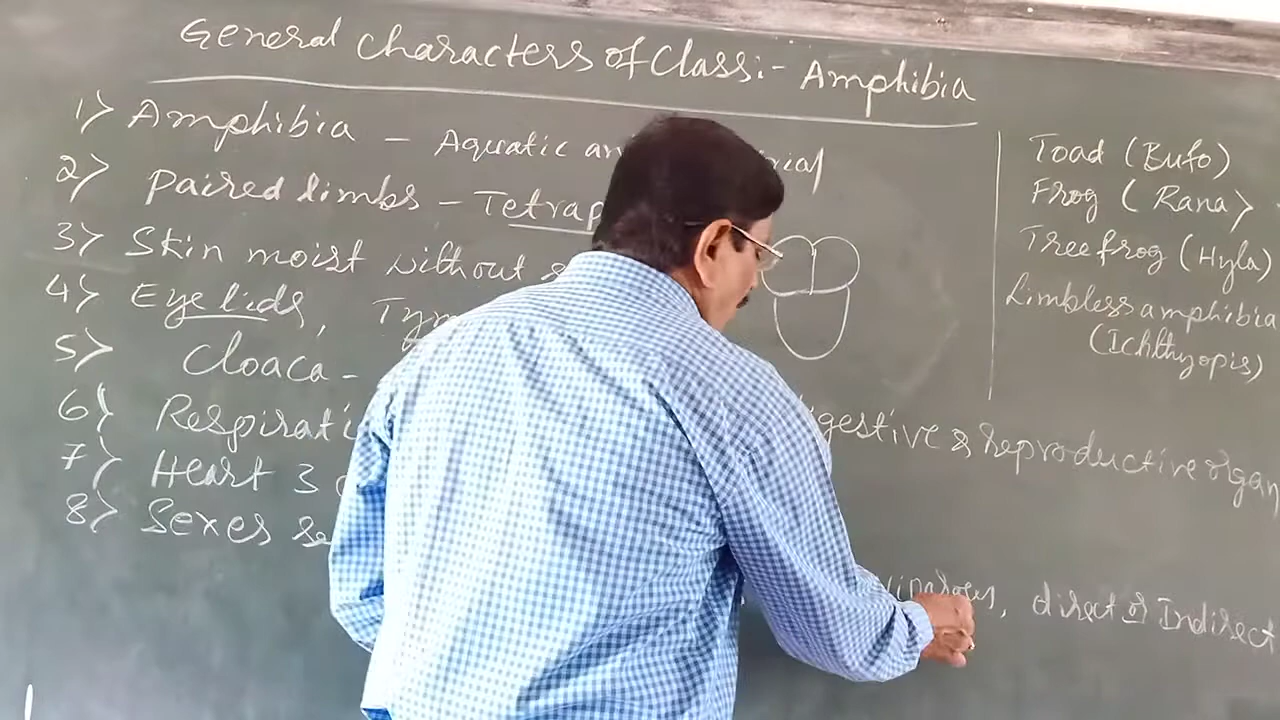 General characters of Class:- Amphibia
1) Amphibia - Aquatic
2) Paired limbs - Tetrap
3) Skin moist without
4) Eyelids, Tym
5) Cloaca - igestive & Reproductive organ
6) Respirati
7) Heart 3
8) Sexes se
, direct or Indirect
Toad (Bufo)
Frog (Rana)
Tree frog (Hyla)
Limbless amphibia
(Ichthyopis)